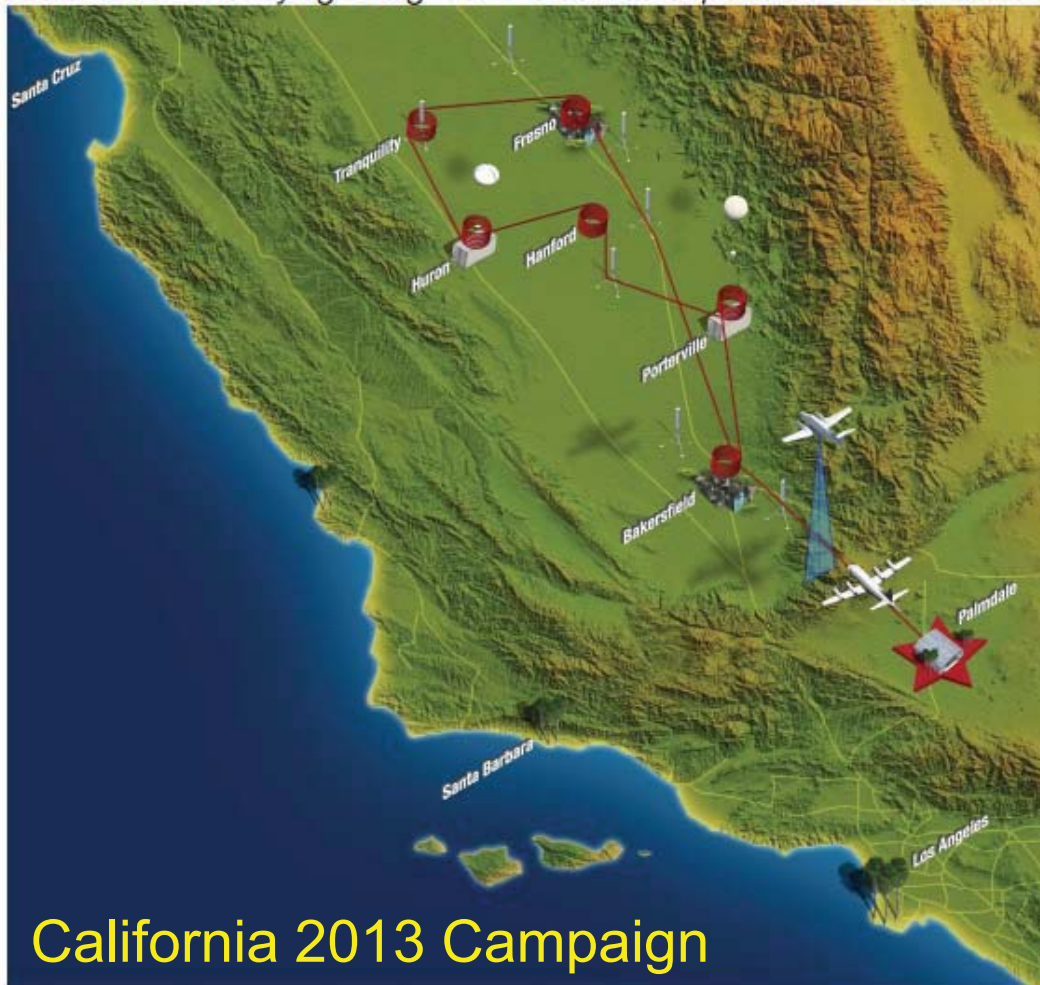 Santa Cruz
Tranquility
Fresno
Huron
Hanford
Porterville
Bakersfield
Palmdale
Santa Barbara
Los Angeles
California 2013 Campaign